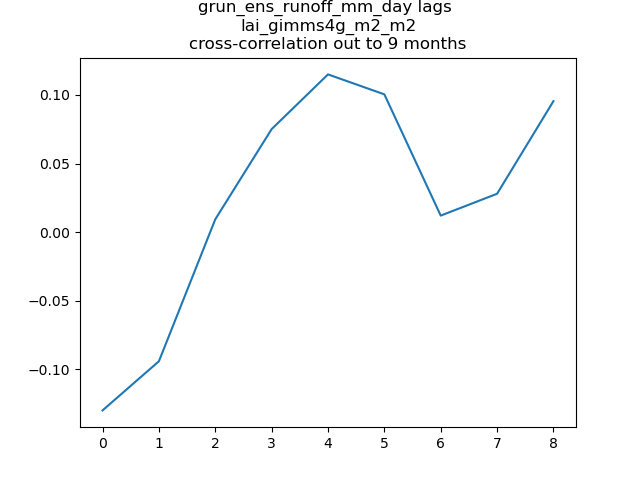 grun_ens_runoff_mm_day lags
lai_gimms4g_m2_m2
cross-correlation out to 9 months
0.10
0.05
0.00
−0.05
−0.10
0 1 2 3 4 5 6 7 8